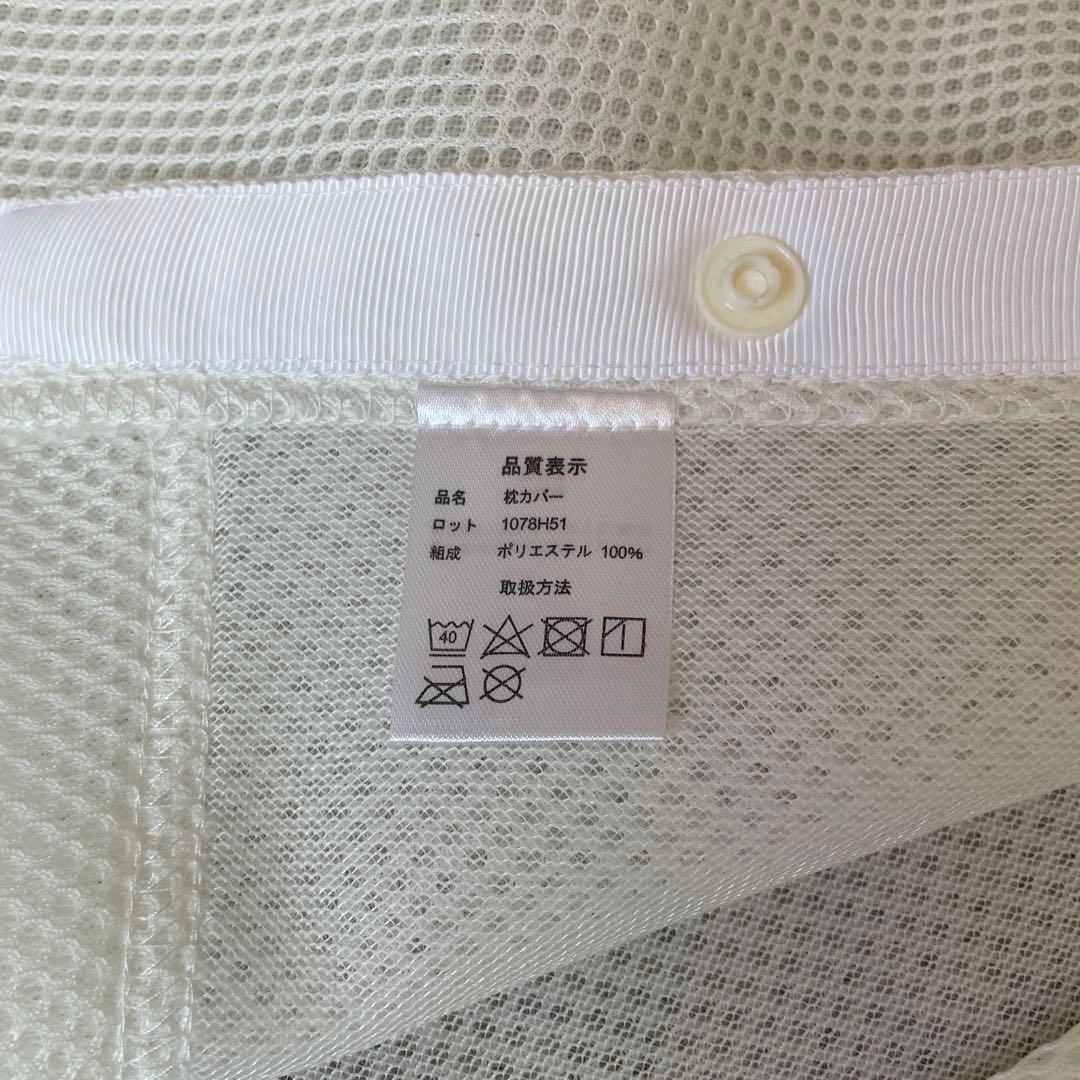 品質表示
品名 枕カバー
ロット 1078H51
組成 ポリエステル 100%
取扱方法
40